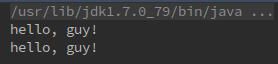 /usr/lib/jdk1.7.0_79/bin/java ...
hello, guy!
hello, guy!